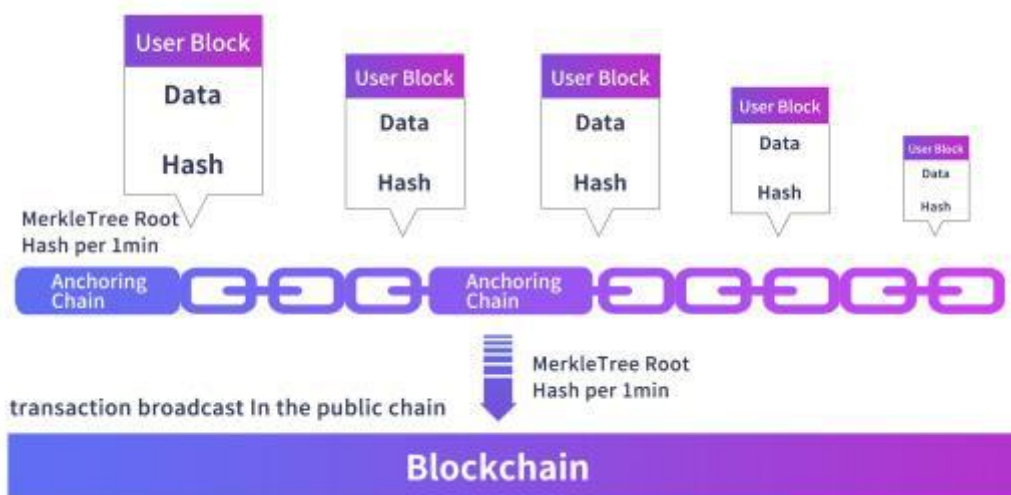 User Block
Data
Hash
User Block
Data
Hash
User Block
Data
Hash
User Block
Data
Hash
User Block
Data
Hash
MerkleTree Root
Hash per 1min
Anchoring
Chain
Anchoring
Chain
MerkleTree Root
Hash per 1min
transaction broadcast In the public chain
Blockchain